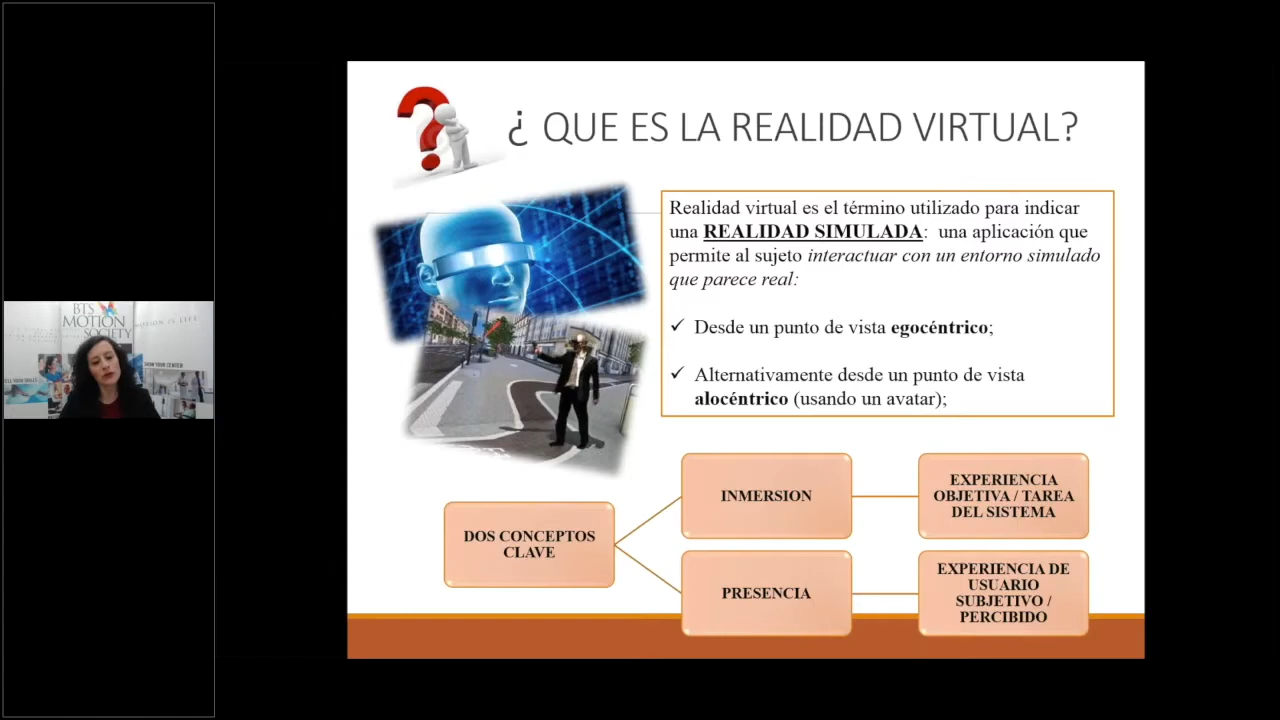 ¿ QUE ES LA REALIDAD VIRTUAL?
Realidad virtual es el término utilizado para indicar
una REALIDAD SIMULADA: una aplicación que
permite al sujeto interactuar con un entorno simulado
que parece real:
✓ Desde un punto de vista egocéntrico;
✓ Alternativamente desde un punto de vista
alocéntrico (usando un avatar);
DOS CONCEPTOS
CLAVE
INMERSION
EXPERIENCIA
OBJETIVA / TAREA
DEL SISTEMA
PRESENCIA
EXPERIENCIA DE
USUARIO
SUBJETIVO /
PERCIBIDO
BTS
MOTION
SOCIETY
MOTION IS LIFE